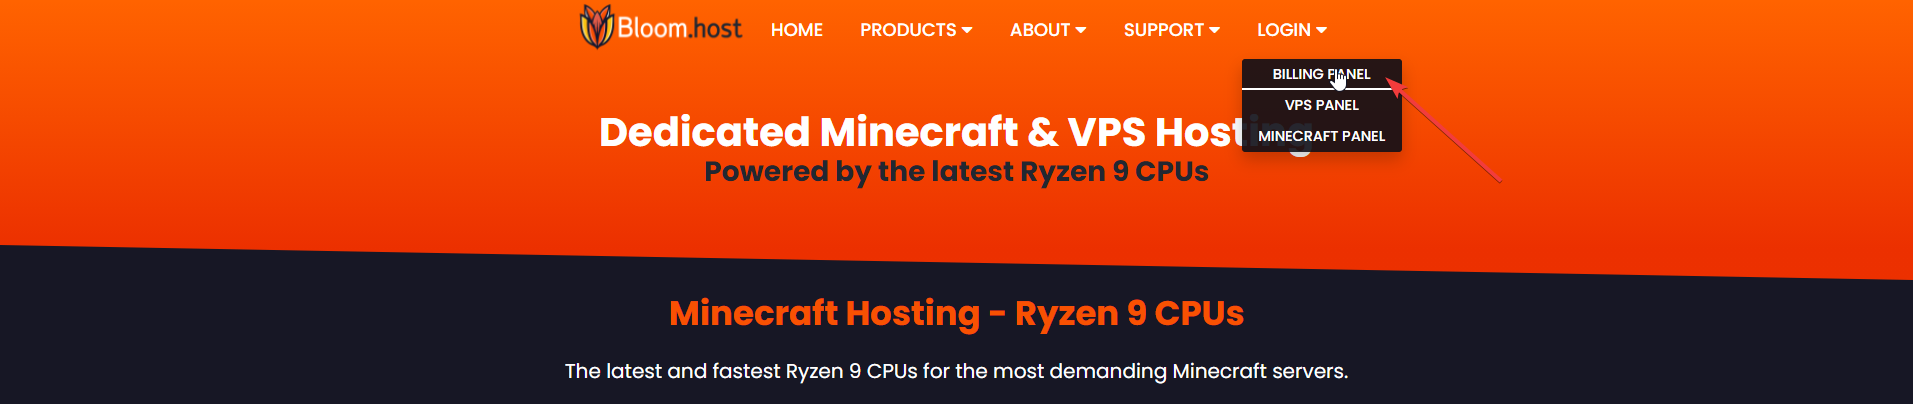 Bloom.host HOME PRODUCTS ABOUT SUPPORT LOGIN
BILLING PANEL
VPS PANEL
MINECRAFT PANEL
Dedicated Minecraft & VPS Hosting
Powered by the latest Ryzen 9 CPUs
Minecraft Hosting - Ryzen 9 CPUs
The latest and fastest Ryzen 9 CPUs for the most demanding Minecraft servers.